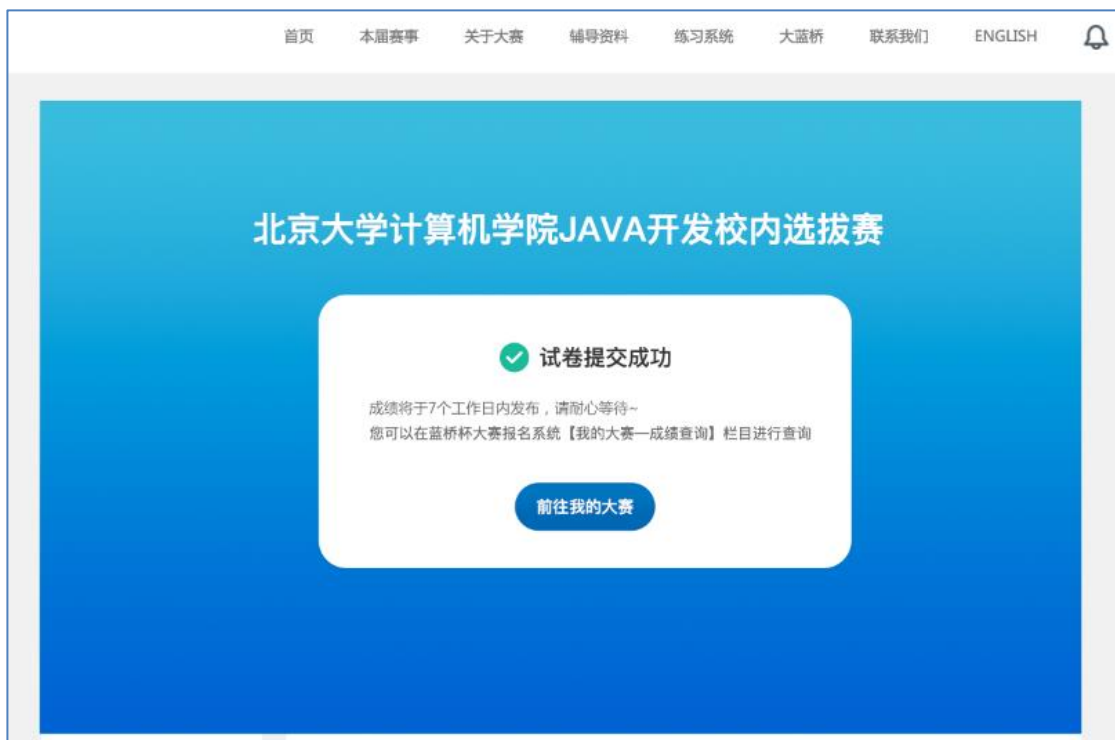 首页 本届赛事 关于大赛 辅导资料 练习系统 大蓝桥 联系我们 ENGLISH
北京大学计算机学院JAVA开发校内选拔赛
试卷提交成功
成绩将于7个工作日内发布，请耐心等待~
您可以在蓝桥杯大赛报名系统【我的大赛—成绩查询】栏目进行查询
前往我的大赛